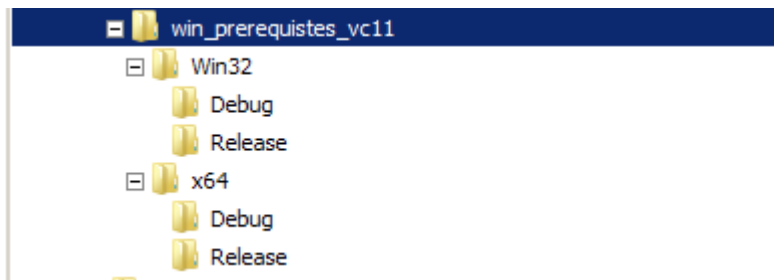 win_prerequistes_vc11
Win32
Debug
Release
x64
Debug
Release